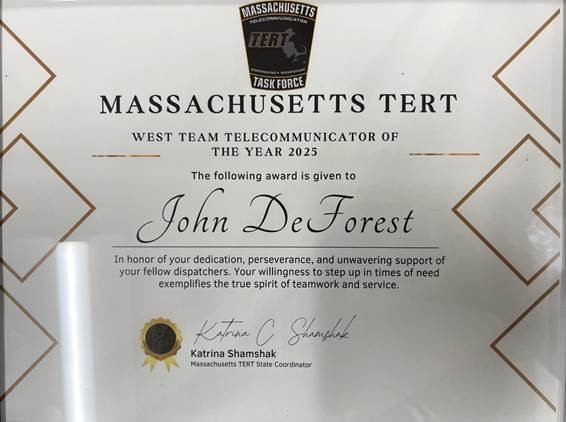 MASSACHUSETTS
TELECOMMUNICATOR
TERT
EMERGENCY RESPONSE
TASK FORCE
MASSACHUSETTS TERT
WEST TEAM TELECOMMUNICATOR OF
THE YEAR 2025
The following award is given to
John DeForest
In honor of your dedication, perseverance, and unwavering support of
your fellow dispatchers. Your willingness to step up in times of need
exemplifies the true spirit of teamwork and service.
Katrina C Shamshak
Katrina Shamshak
Massachusetts TERT State Coordinator